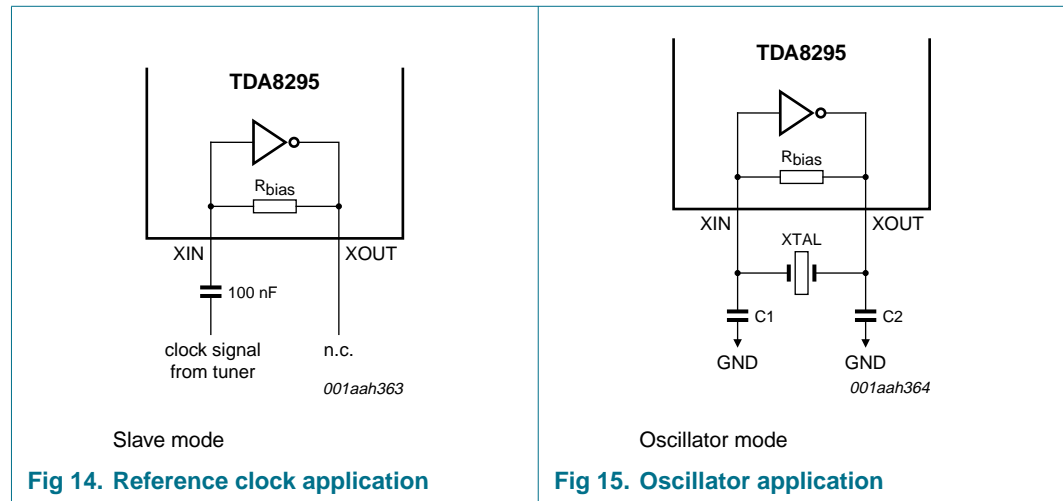 TDA8295
Rbias
XIN
XOUT
100 nF
clock signal
from tuner
n.c.
001aah363
Slave mode
Fig 14. Reference clock application
TDA8295
Rbias
XIN
XOUT
XTAL
C1
C2
GND
GND
001aah364
Oscillator mode
Fig 15. Oscillator application